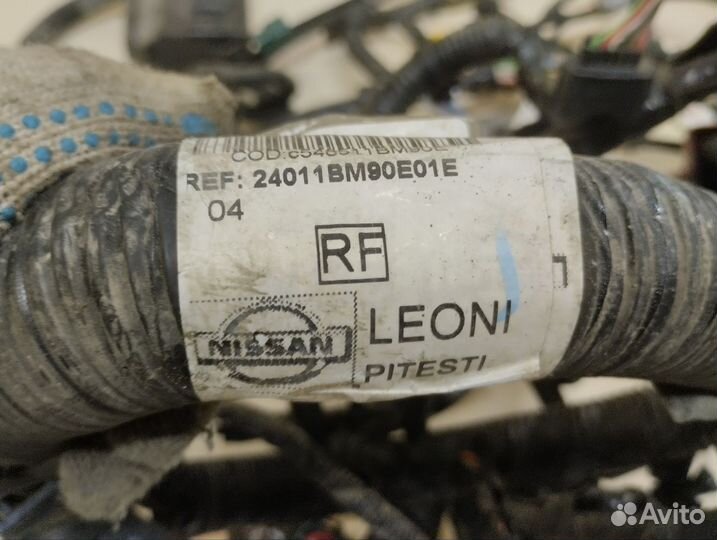 REF: 24011BM90E01E
04
RF
LEONI
NISSAN
PITESTI
Avito